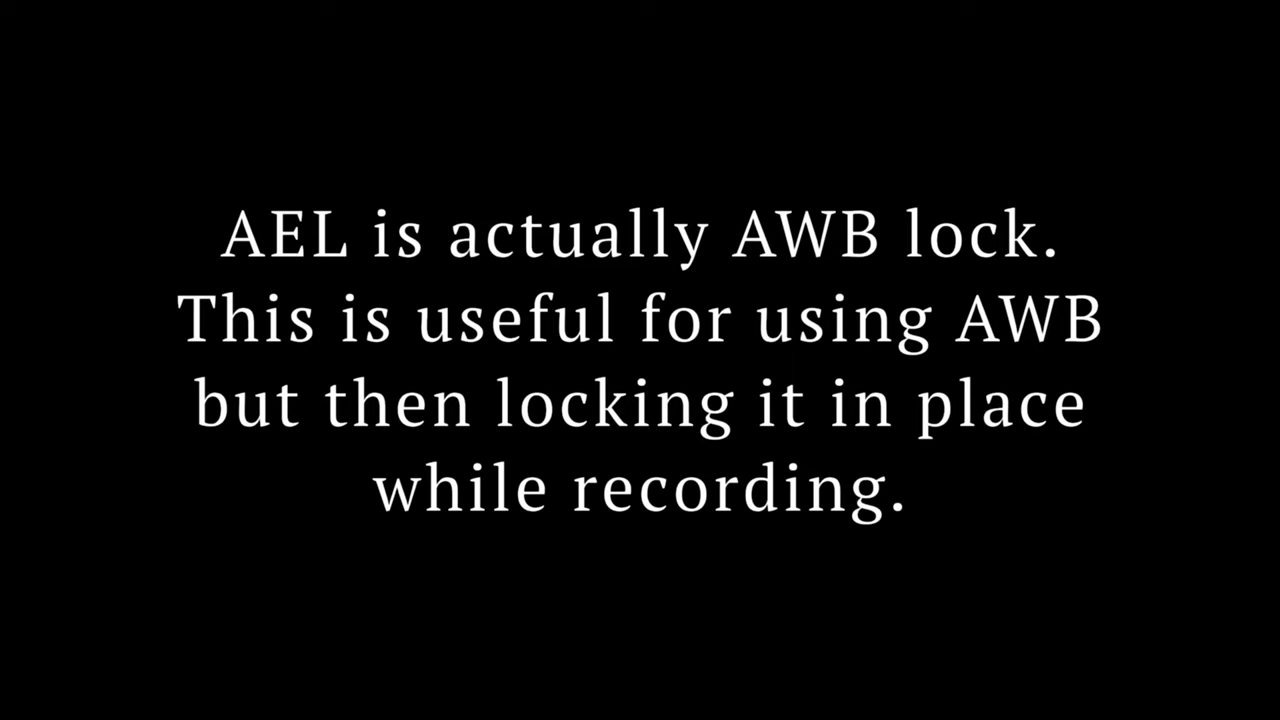 AEL is actually AWB lock.
This is useful for using AWB
but then locking it in place
while recording.